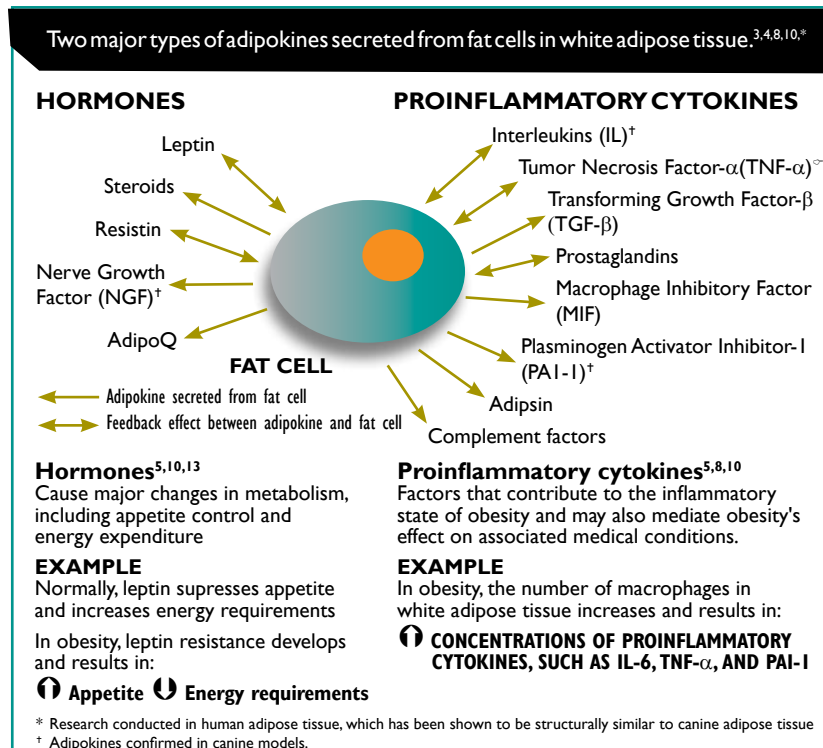 Two major types of adipokines secreted from fat cells in white adipose tissue.3,4,8,10,*
HORMONES
Leptin
Steroids
Resistin
Nerve Growth
Factor (NGF)†
AdipoQ
PROINFLAMMATORY CYTOKINES
Interleukins (IL)†
Tumor Necrosis Factor-α(TNF-α)
Transforming Growth Factor-β
(TGF-β)
Prostaglandins
Macrophage Inhibitory Factor
(MIF)
Plasminogen Activator Inhibitor-1
(PA1-1)†
Adipsin
Complement factors
FAT CELL
Adipokine secreted from fat cell
Feedback effect between adipokine and fat cell
Hormones5,10,13
Cause major changes in metabolism,
including appetite control and
energy expenditure
EXAMPLE
Normally, leptin supresses appetite
and increases energy requirements
In obesity, leptin resistance develops
and results in:
Appetite Energy requirements
Proinflammatory cytokines5,8,10
Factors that contribute to the inflammatory
state of obesity and may also mediate obesity's
effect on associated medical conditions.
EXAMPLE
In obesity, the number of macrophages in
white adipose tissue increases and results in:
CONCENTRATIONS OF PROINFLAMMATORY
CYTOKINES, SUCH AS IL-6, TNF-α, AND PAI-1
* Research conducted in human adipose tissue, which has been shown to be structurally similar to canine adipose tissue
† Adipokines confirmed in canine models.